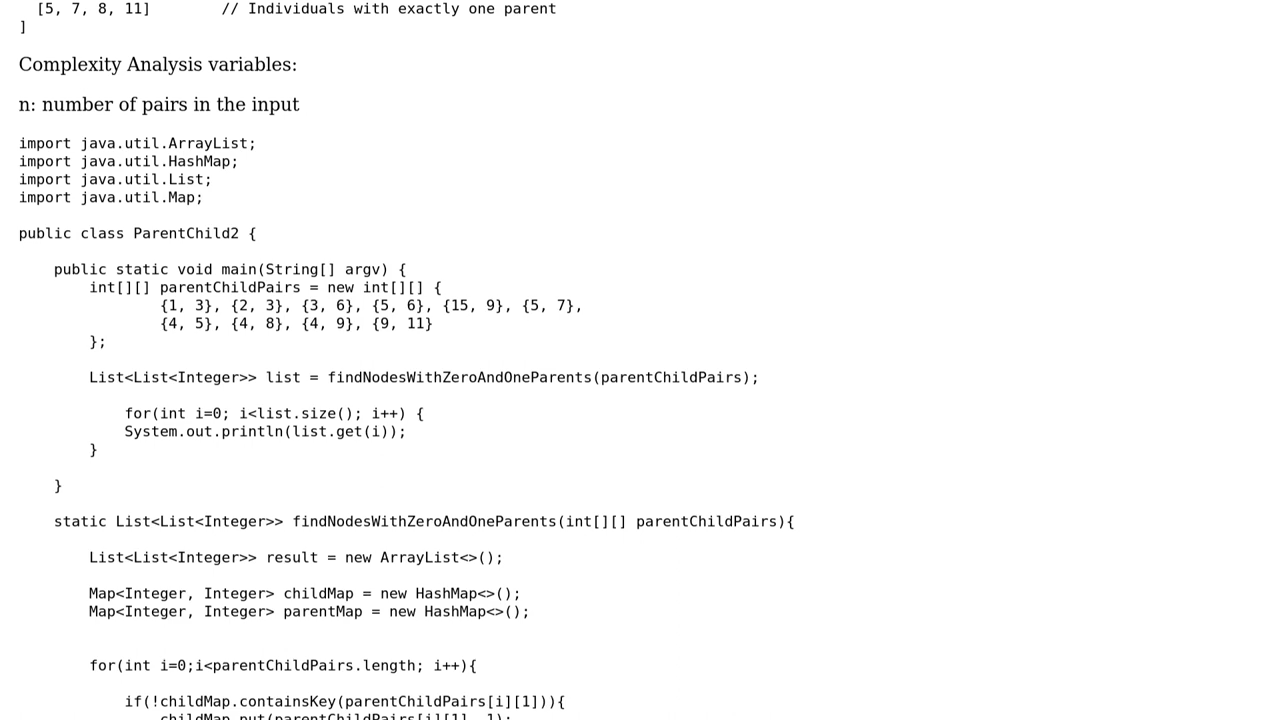 [5, 7, 8, 11]        // Individuals with exactly one parent
]
Complexity Analysis variables:
n: number of pairs in the input
import java.util.ArrayList;
import java.util.HashMap;
import java.util.List;
import java.util.Map;
public class ParentChild2 {
    public static void main(String[] argv) {
        int[][] parentChildPairs = new int[][] {
                {1, 3}, {2, 3}, {3, 6}, {5, 6}, {15, 9}, {5, 7},
                {4, 5}, {4, 8}, {4, 9}, {9, 11}
        };
        List<List<Integer>> list = findNodesWithZeroAndOneParents(parentChildPairs);
            for(int i=0; i<list.size(); i++) {
            System.out.println(list.get(i));
        }
    }
    static List<List<Integer>> findNodesWithZeroAndOneParents(int[][] parentChildPairs){
        List<List<Integer>> result = new ArrayList<>();
        Map<Integer, Integer> childMap = new HashMap<>();
        Map<Integer, Integer> parentMap = new HashMap<>();
        for(int i=0;i<parentChildPairs.length; i++){
            if(!childMap.containsKey(parentChildPairs[i][1])){
                childMap.put(parentChildPairs[i][1], 1);